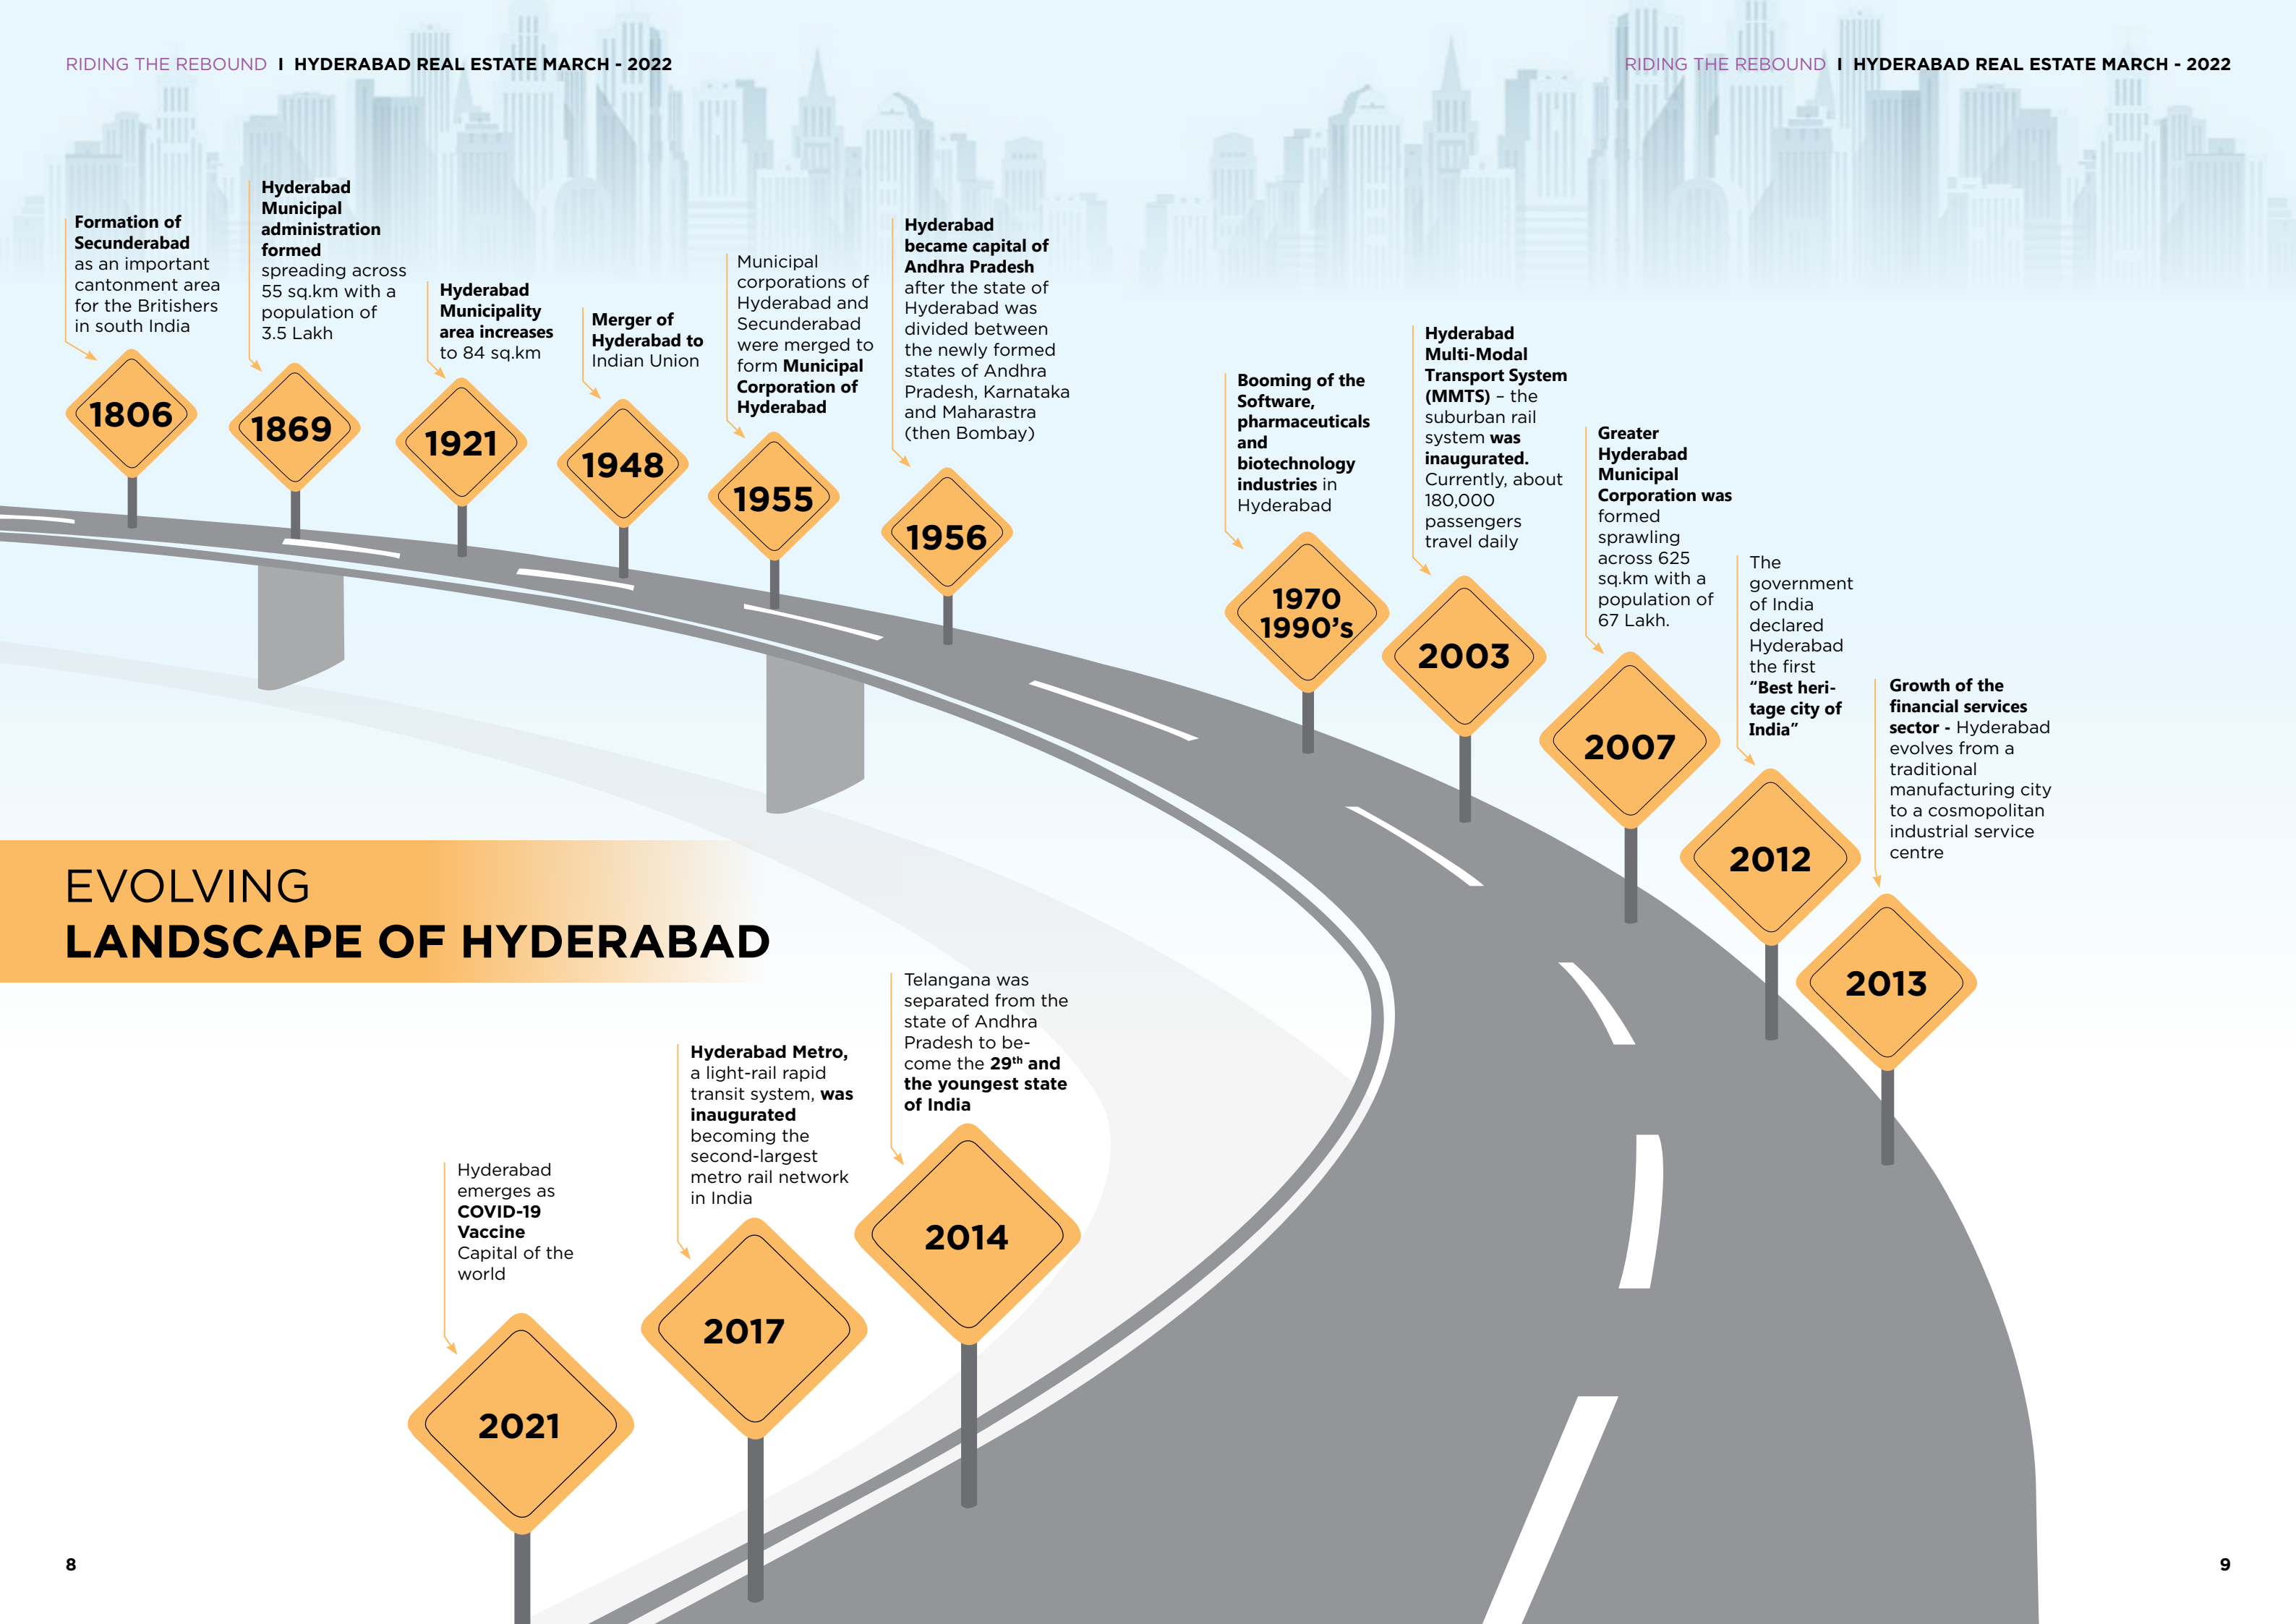 RIDING THE REBOUND I HYDERABAD REAL ESTATE MARCH - 2022
RIDING THE REBOUND I HYDERABAD REAL ESTATE MARCH - 2022
Formation of
Secunderabad
as an important
cantonment area
for the Britishers
in south India
1806
Hyderabad
Municipal
administration
formed
spreading across
55 sq.km with a
population of
3.5 Lakh
1869
Hyderabad
Municipality
area increases
to 84 sq.km
1921
Merger of
Hyderabad to
Indian Union
1948
Municipal
corporations of
Hyderabad and
Secunderabad
were merged to
form Municipal
Corporation of
Hyderabad
1955
Hyderabad
became capital of
Andhra Pradesh
after the state of
Hyderabad was
divided between
the newly formed
states of Andhra
Pradesh, Karnataka
and Maharastra
(then Bombay)
1956
Booming of the
Software,
pharmaceuticals
and
biotechnology
industries in
Hyderabad
1970
1990's
Hyderabad
Multi-Modal
Transport System
(MMTS) – the
suburban rail
system was
inaugurated.
Currently, about
180,000
passengers
travel daily
2003
Greater
Hyderabad
Municipal
Corporation was
formed
sprawling
across 625
sq.km with a
population of
67 Lakh.
2007
The
government
of India
declared
Hyderabad
the first
“Best heri-
tage city of
India”
2012
Growth of the
financial services
sector - Hyderabad
evolves from a
traditional
manufacturing city
to a cosmopolitan
industrial service
centre
2013
EVOLVING
LANDSCAPE OF HYDERABAD
Telangana was
separated from the
state of Andhra
Pradesh to be-
come the 29th and
the youngest state
of India
2014
Hyderabad Metro,
a light-rail rapid
transit system, was
inaugurated
becoming the
second-largest
metro rail network
in India
2017
Hyderabad
emerges as
COVID-19
Vaccine
Capital of the
world
2021
8
9